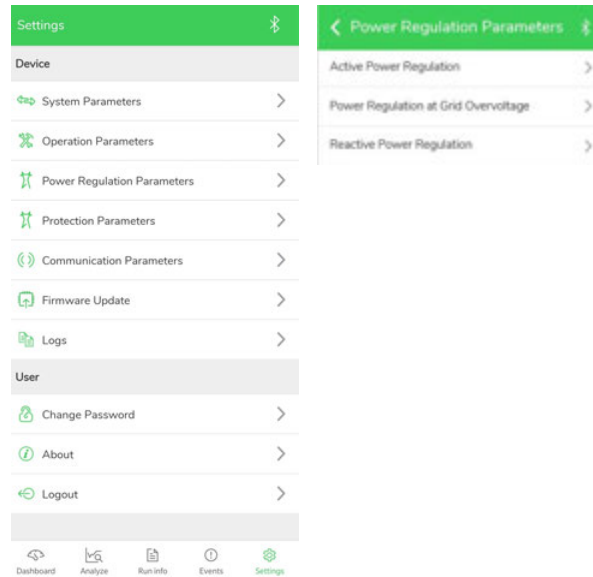 Settings
Device
System Parameters
Operation Parameters
Power Regulation Parameters
Protection Parameters
Communication Parameters
Firmware Update
Logs
User
Change Password
About
Logout
Dashboard Analyze Run info Events Settings
Power Regulation Parameters
Active Power Regulation
Power Regulation at Grid Overvoltage
Reactive Power Regulation